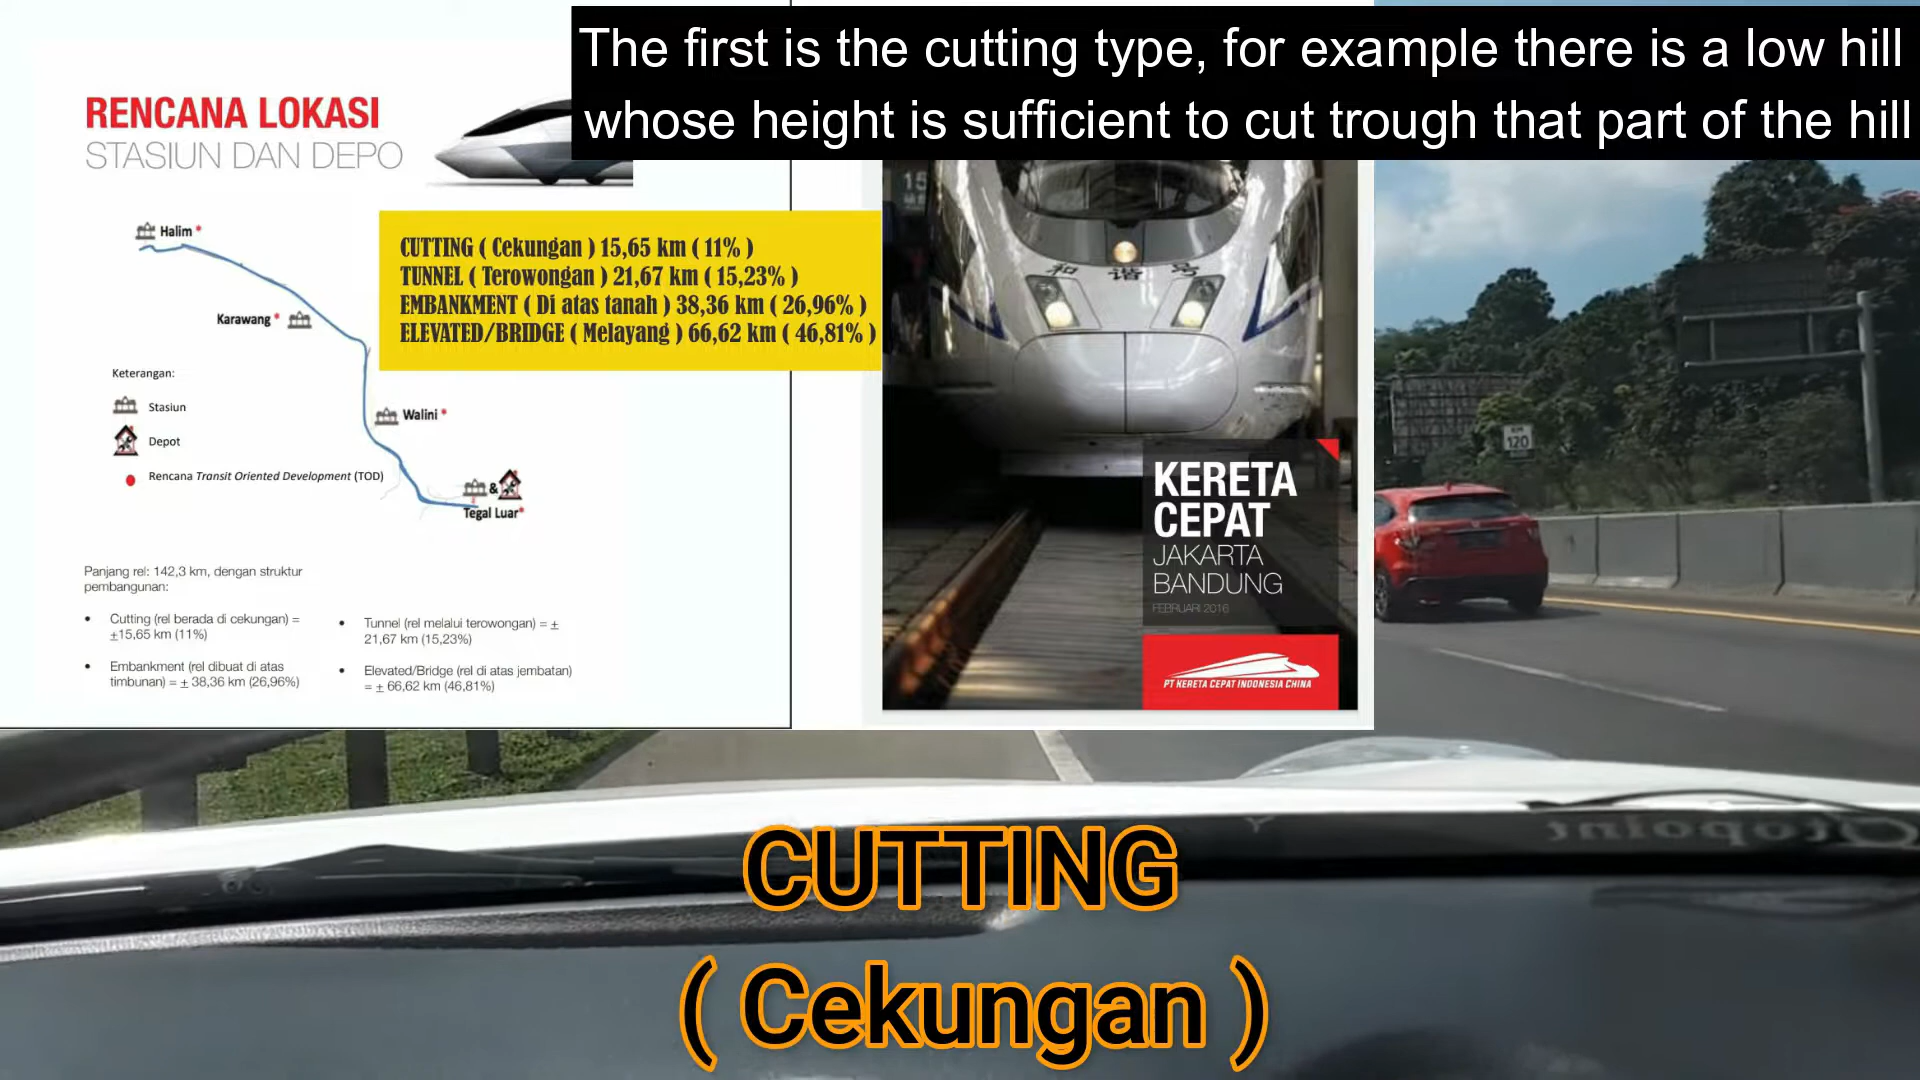 The first is the cutting type, for example there is a low hill
whose height is sufficient to cut trough that part of the hill
RENCANA LOKASI
STASIUN DAN DEPO
Halim *
Karawang *
Walini *
&
Tegal Luar*
Keterangan:
Stasiun
Depot
Rencana Transit Oriented Development (TOD)
CUTTING ( Cekungan ) 15,65 km ( 11% )
TUNNEL ( Terowongan ) 21,67 km ( 15,23% )
EMBANKMENT ( Di atas tanah ) 38,36 km ( 26,96% )
ELEVATED/BRIDGE ( Melayang ) 66,62 km ( 46,81% )
Panjang rel: 142,3 km, dengan struktur
pembangunan:
• Cutting (rel berada di cekungan) =
±15,65 km (11%)
• Embankment (rel dibuat di atas
timbunan) = ± 38,36 km (26,96%)
• Tunnel (rel melalui terowongan) = ±
21,67 km (15,23%)
• Elevated/Bridge (rel di atas jembatan)
= ± 66,62 km (46,81%)
15
和谐号
KERETA
CEPAT
JAKARTA
BANDUNG
FEBRUARI 2016
PT KERETA CEPAT INDONESIA CHINA
KM
120
CUTTING
( Cekungan )